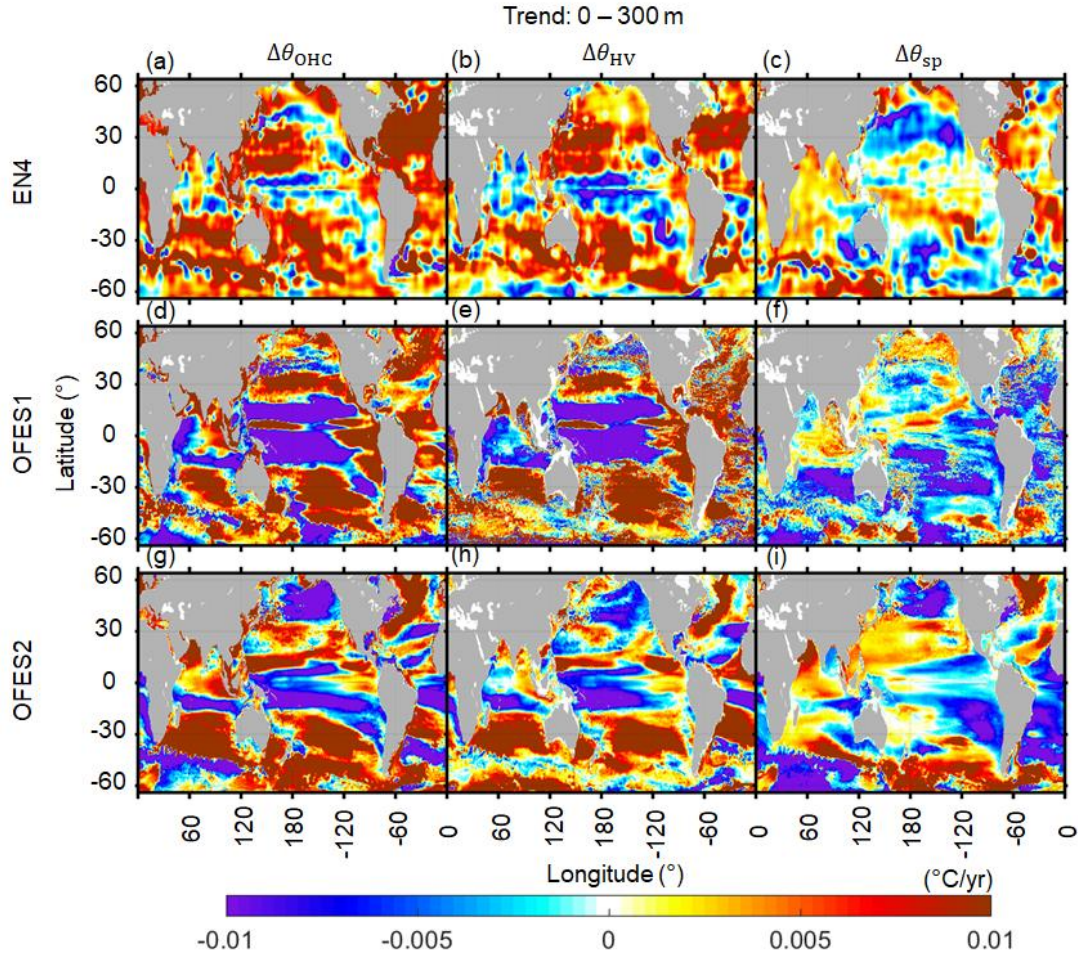 Trend: 0 – 300 m
Δθ_OHC
Δθ_HV
Δθ_sp
(a)
(b)
(c)
EN4
60
30
0
-30
-60
(d)
(e)
(f)
OFES1
Latitude (°)
60
30
0
-30
-60
(g)
(h)
(i)
OFES2
60
30
0
-30
-60
60 120 180 -120 -60 0 60 120 180 -120 -60 0 60 120 180 -120 -60 0
Longitude (°)
(°C/yr)
-0.01 -0.005 0 0.005 0.01